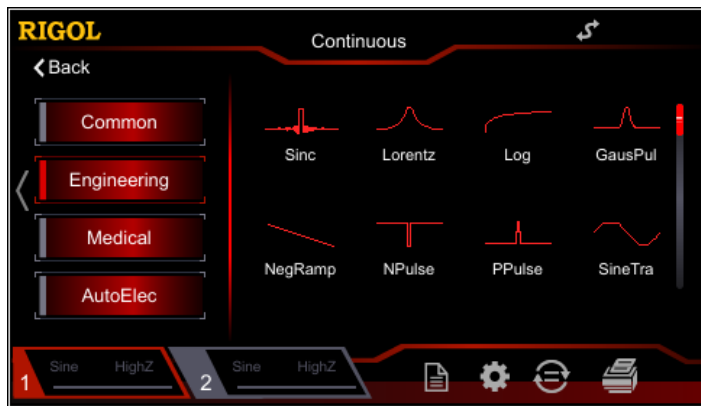 RIGOL
Continuous
Back
Common
Engineering
Medical
AutoElec
Sinc Lorentz Log GausPul
NegRamp NPulse PPulse SineTra
1 Sine HighZ 2 Sine HighZ